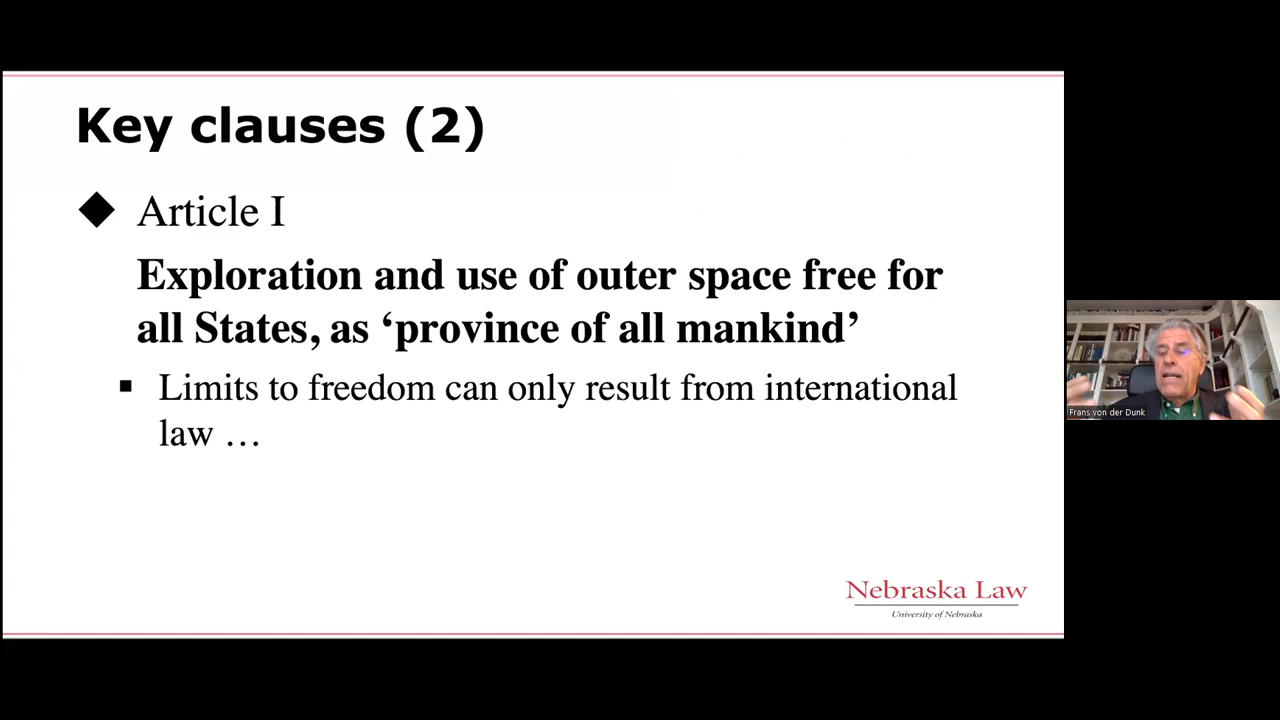 Key clauses (2)
◆ Article I
Exploration and use of outer space free for
all States, as ‘province of all mankind’
▪ Limits to freedom can only result from international
law …
Nebraska Law
University of Nebraska
Frans von der Dunk